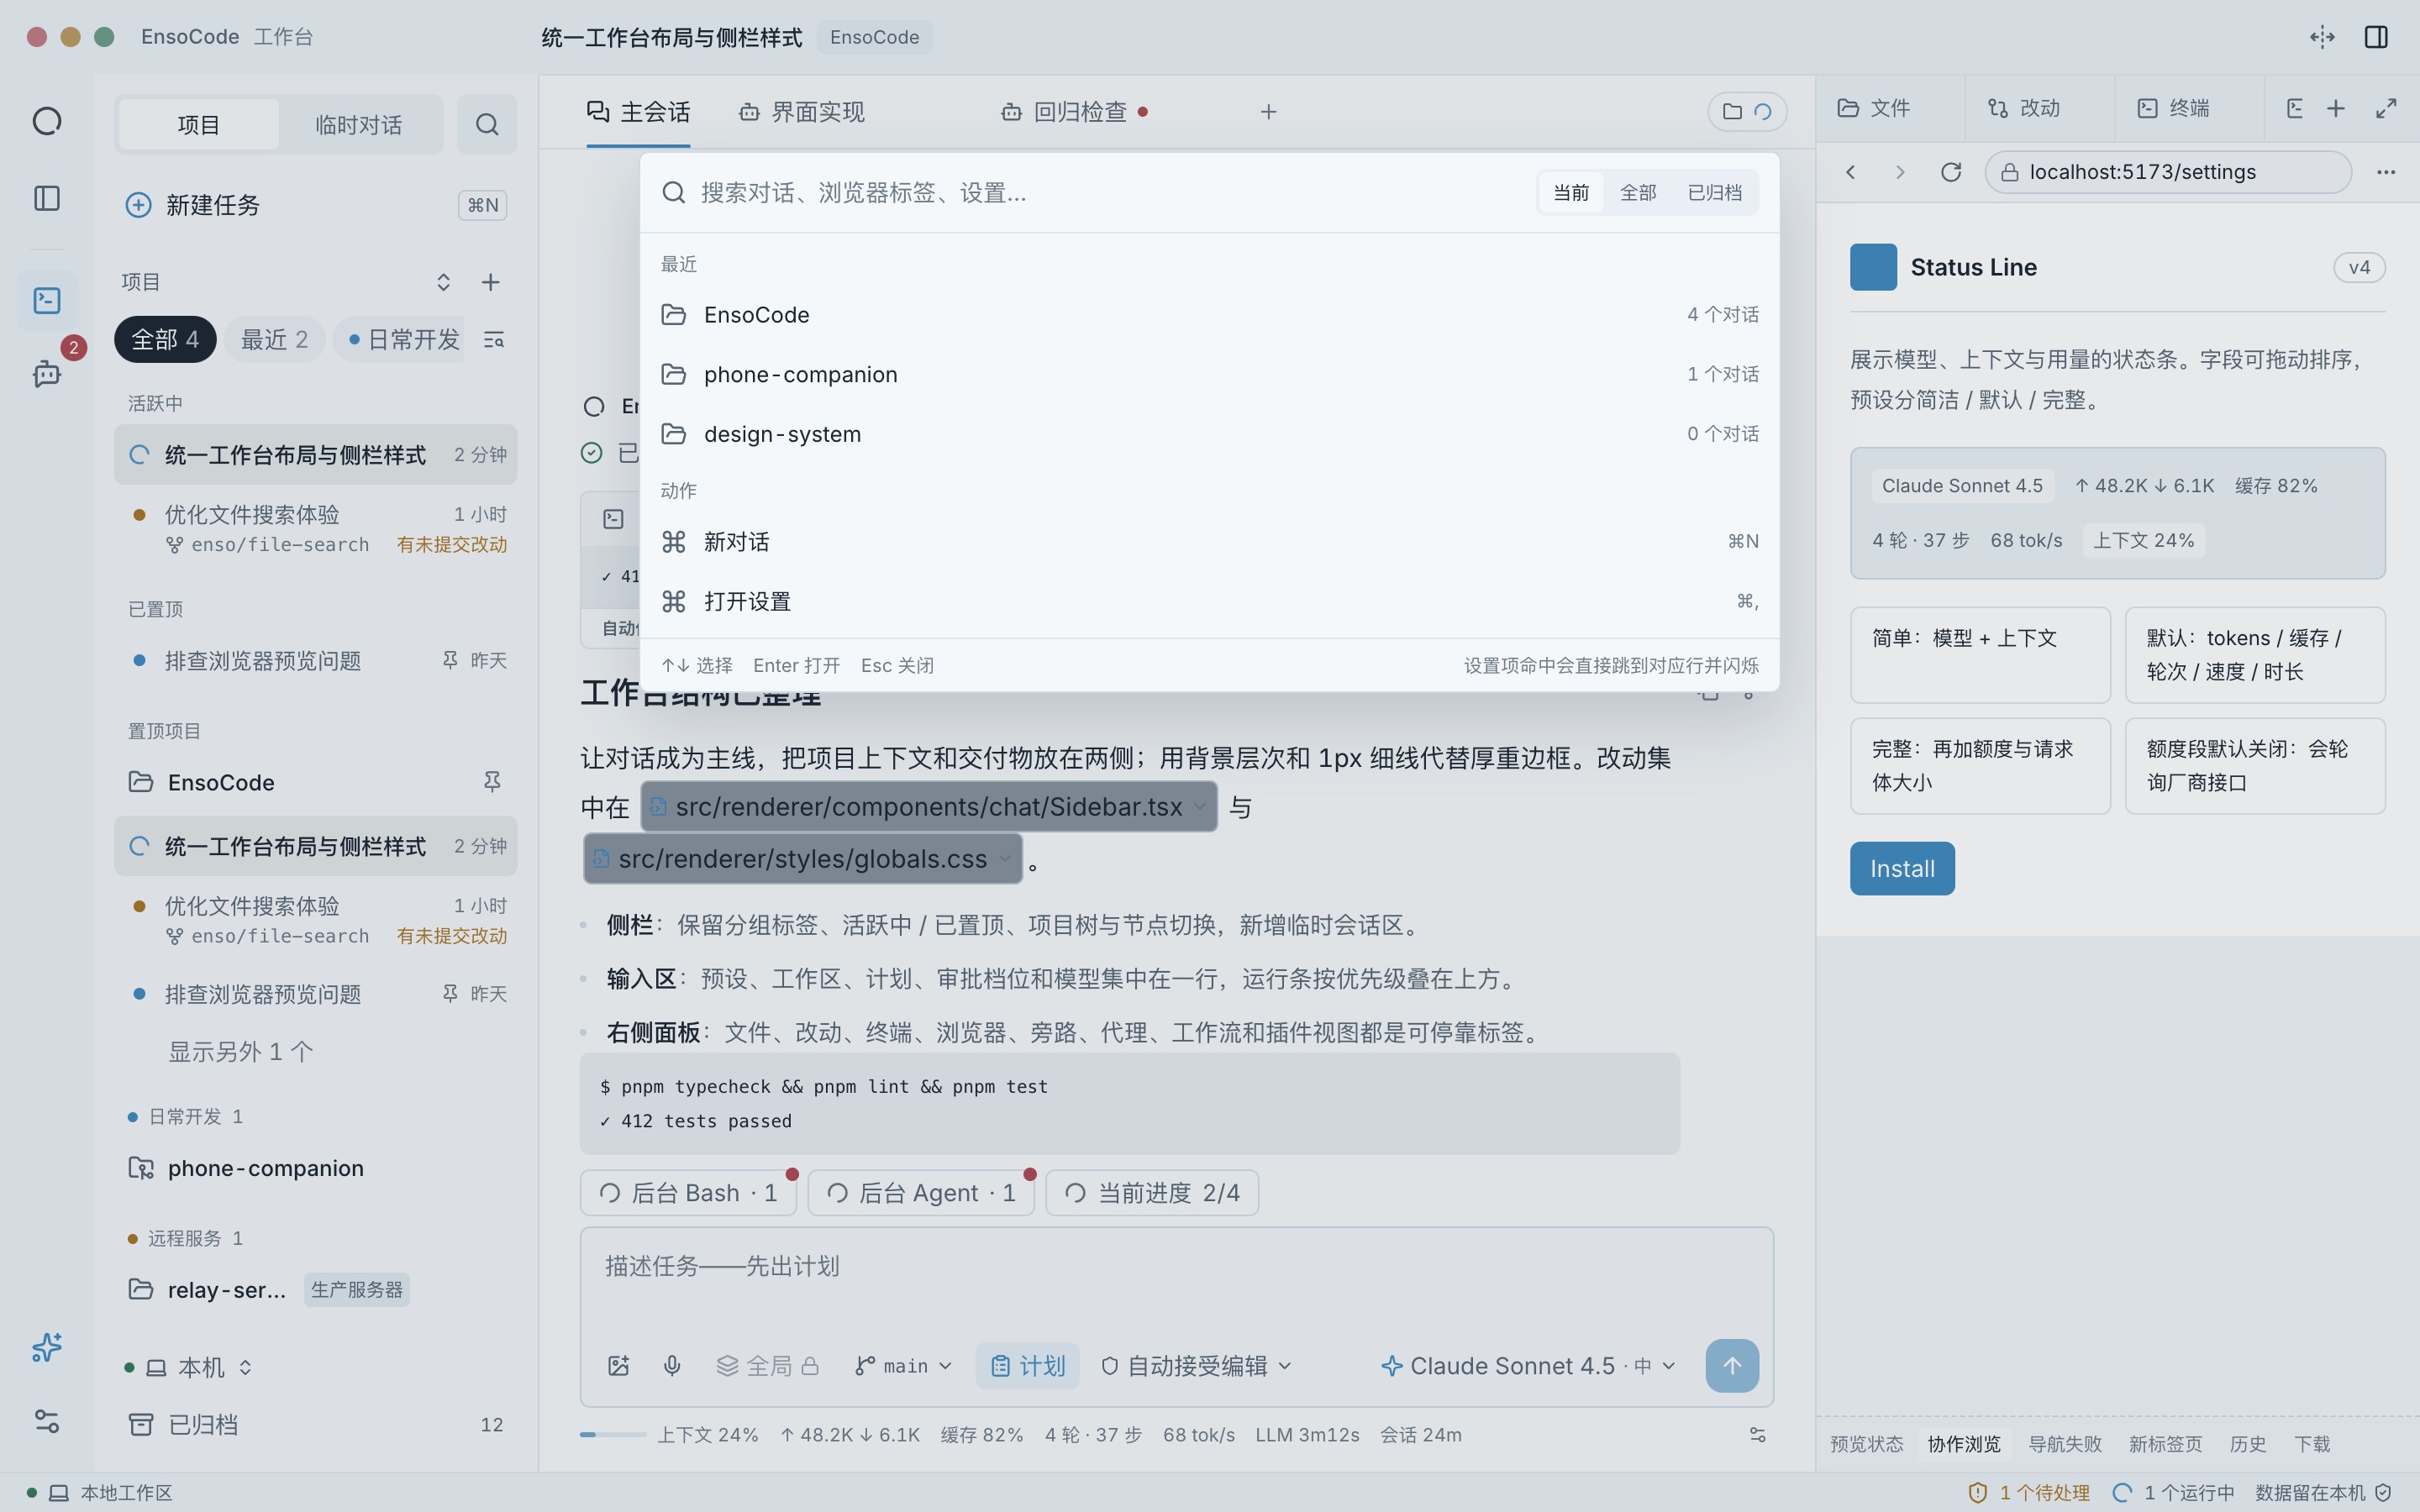 EnsoCode 工作台
统一工作台布局与侧栏样式 EnsoCode
项目 临时对话
新建任务 ⌘N
项目
全部 4 最近 2 日常开发
2
活跃中
统一工作台布局与侧栏样式 2 分钟
优化文件搜索体验 1 小时
enso/file-search 有未提交改动
已置顶
排查浏览器预览问题 昨天
置顶项目
EnsoCode
统一工作台布局与侧栏样式 2 分钟
优化文件搜索体验 1 小时
enso/file-search 有未提交改动
排查浏览器预览问题 昨天
显示另外 1 个
日常开发 1
phone-companion
远程服务 1
relay-ser... 生产服务器
本机
已归档 12
主会话 界面实现 回归检查
搜索对话、浏览器标签、设置... 当前 全部 已归档
最近
EnsoCode 4 个对话
phone-companion 1 个对话
design-system 0 个对话
动作
新对话 ⌘N
打开设置 ⌘,
↑↓ 选择 Enter 打开 Esc 关闭 设置项命中会直接跳到对应行并闪烁
已
✓ 41
自动
工作台结构已整理
让对话成为主线，把项目上下文和交付物放在两侧；用背景层次和 1px 细线代替厚重边框。改动集
中在 src/renderer/components/chat/Sidebar.tsx 与
src/renderer/styles/globals.css 。
侧栏：保留分组标签、活跃中 / 已置顶、项目树与节点切换，新增临时会话区。
输入区：预设、工作区、计划、审批档位和模型集中在一行，运行条按优先级叠在上方。
右侧面板：文件、改动、终端、浏览器、旁路、代理、工作流和插件视图都是可停靠标签。
$ pnpm typecheck && pnpm lint && pnpm test
✓ 412 tests passed
后台 Bash · 1 后台 Agent · 1 当前进度 2/4
描述任务——先出计划
全局 main 计划 自动接受编辑 Claude Sonnet 4.5 · 中
上下文 24% ↑ 48.2K ↓ 6.1K 缓存 82% 4 轮 · 37 步 68 tok/s LLM 3m12s 会话 24m
文件 改动 终端
localhost:5173/settings
Status Line v4
展示模型、上下文与用量的状态条。字段可拖动排序，
预设分简洁 / 默认 / 完整。
Claude Sonnet 4.5 ↑ 48.2K ↓ 6.1K 缓存 82%
4 轮 · 37 步 68 tok/s 上下文 24%
简单：模型 + 上下文
默认：tokens / 缓存 /
轮次 / 速度 / 时长
完整：再加额度与请求
体大小
额度段默认关闭：会轮
询厂商接口
Install
预览状态 协作浏览 导航失败 新标签页 历史 下载
本地工作区 1 个待处理 1 个运行中 数据留在本机